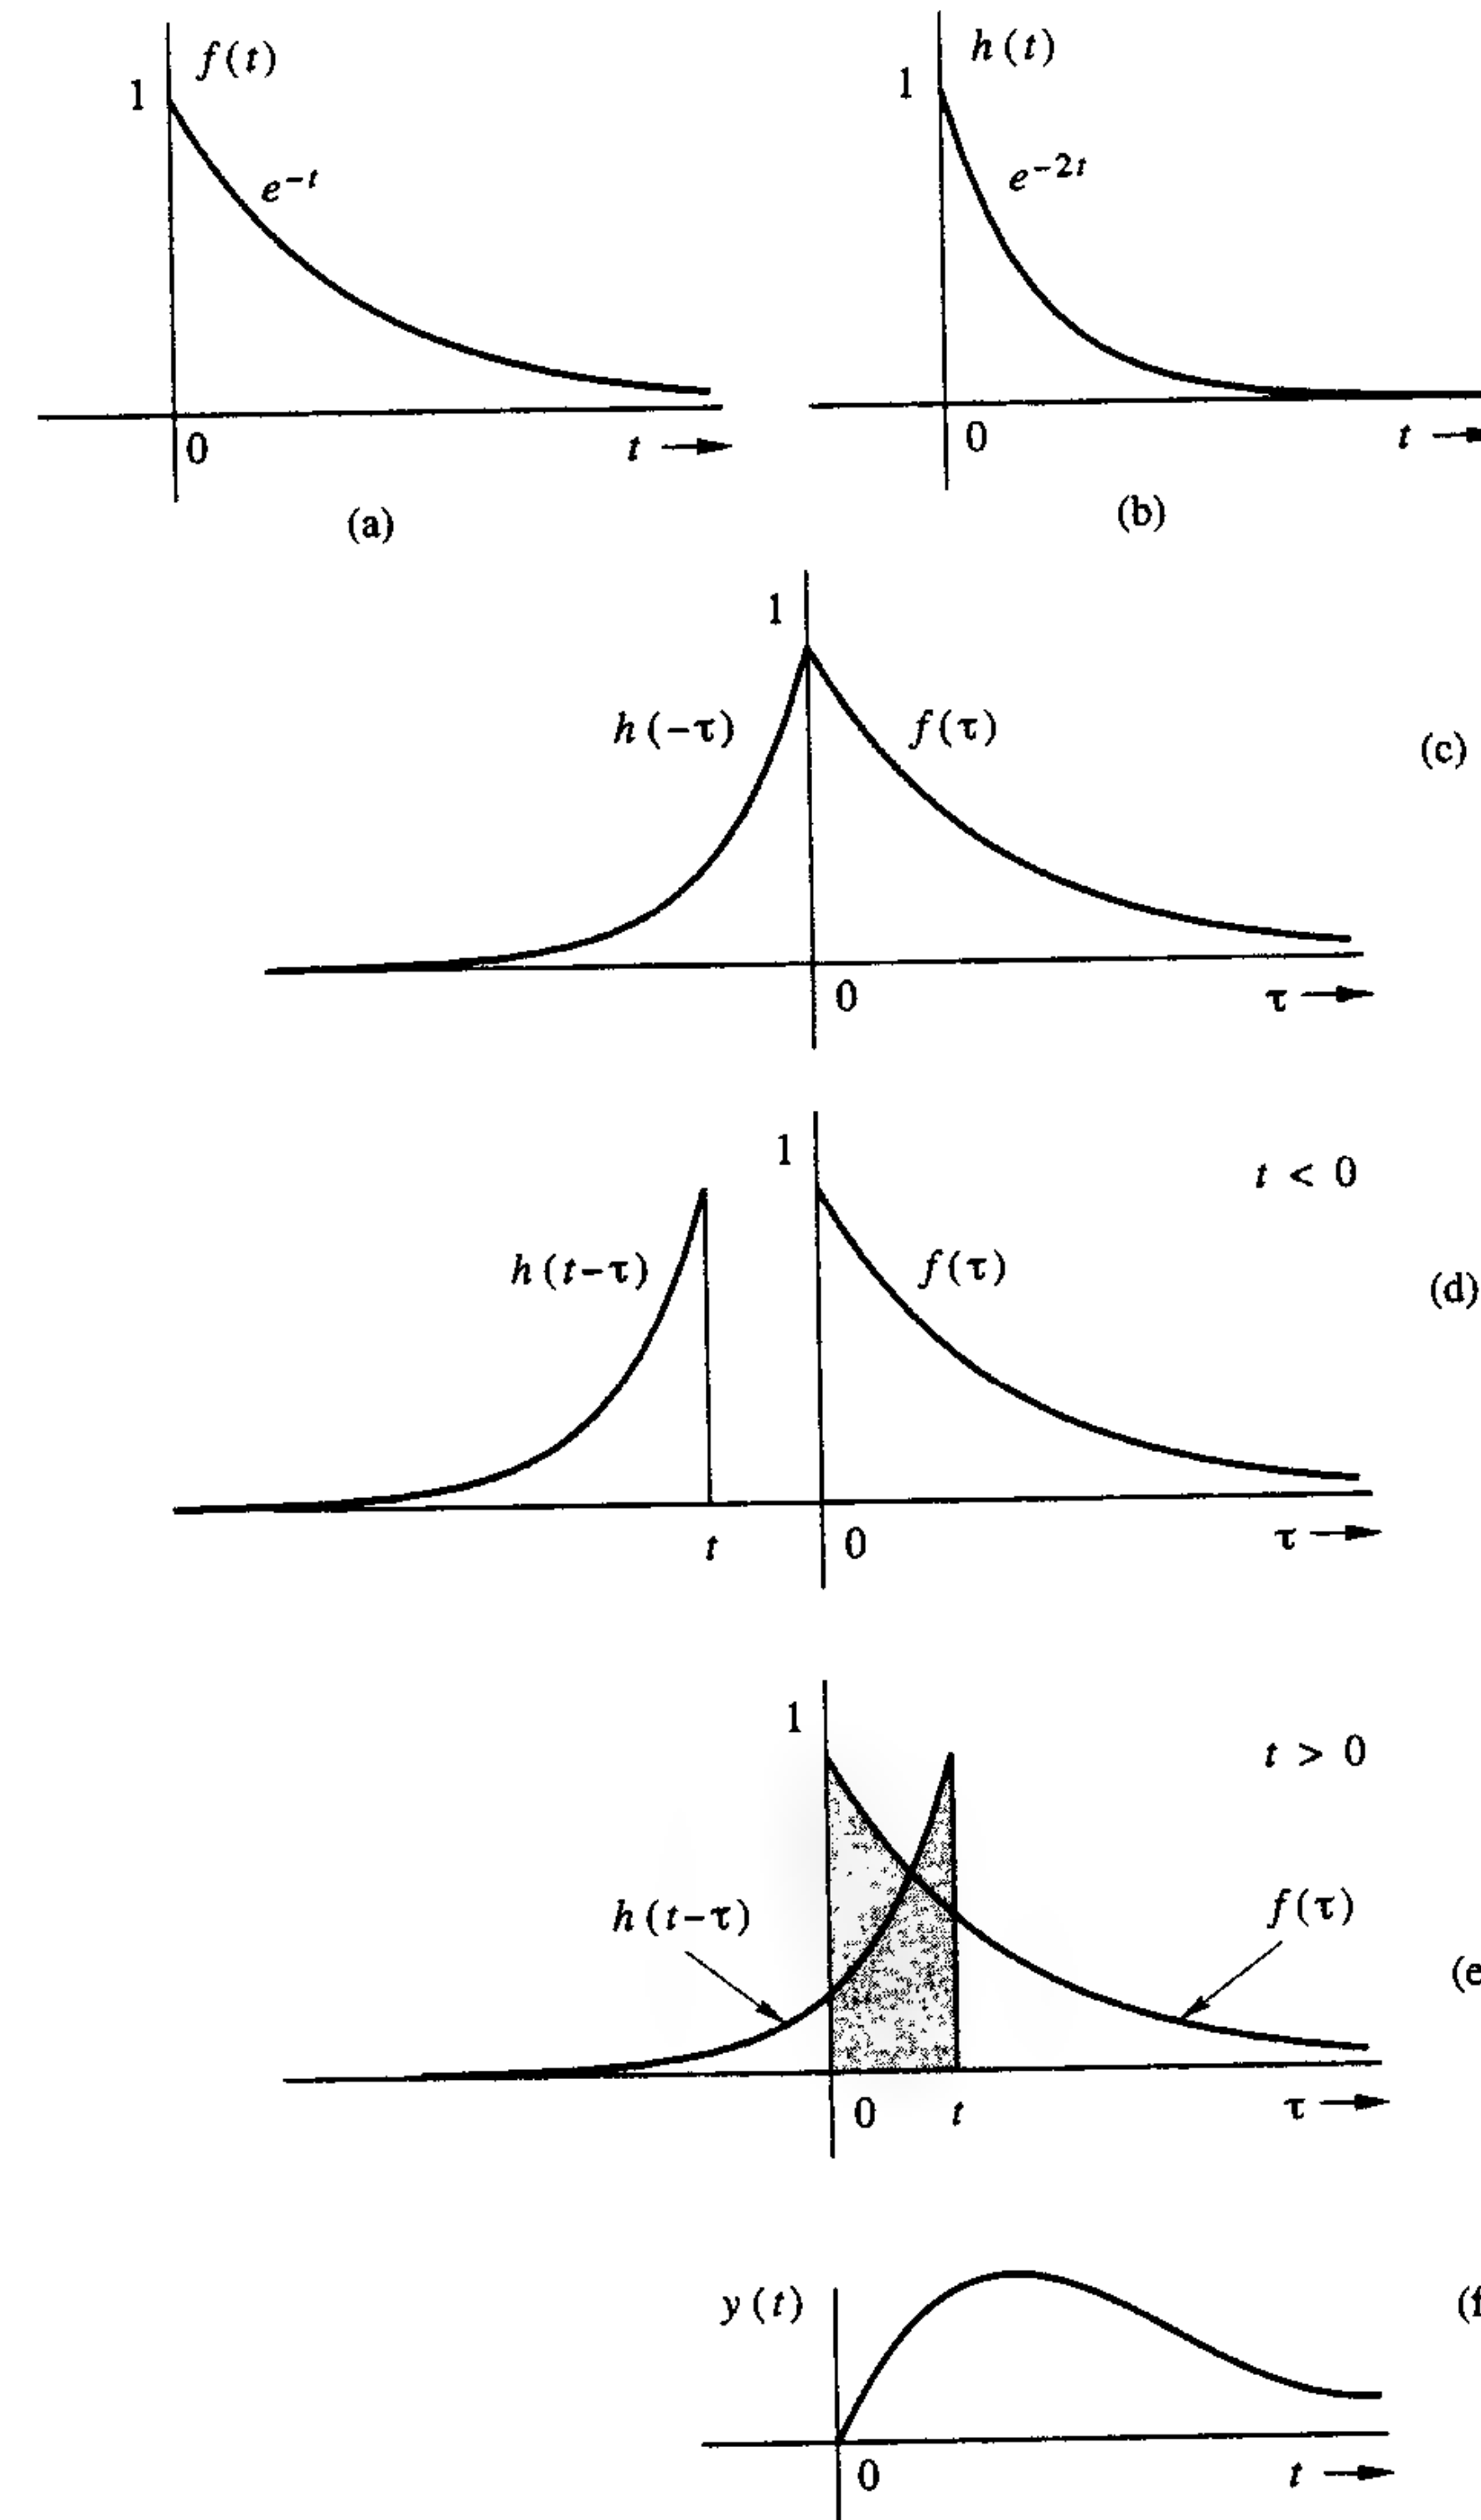 f(t)
1
e^{-t}
0
t
(a)
h(t)
1
e^{-2t}
0
t
(b)
1
h(-τ)
f(τ)
(c)
0
τ
1
t < 0
h(t-τ)
f(τ)
(d)
t
0
τ
1
t > 0
h(t-τ)
f(τ)
(e
0
t
τ
y(t)
(f
0
t